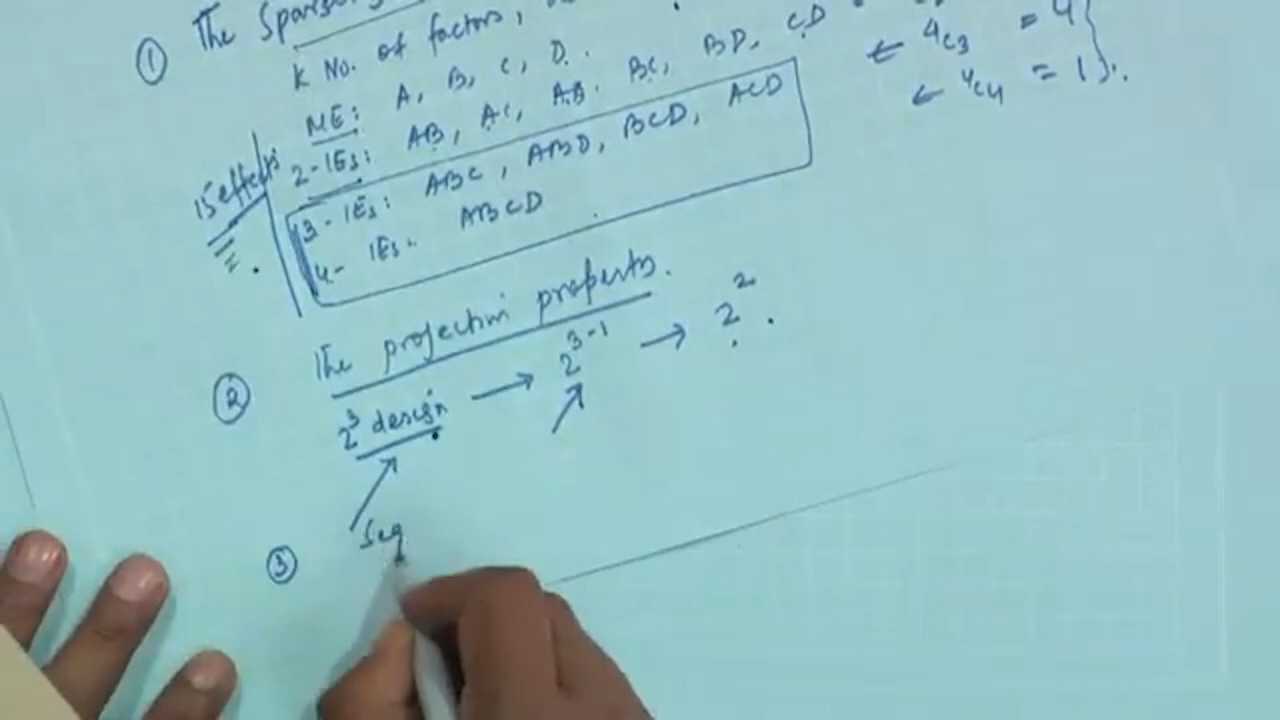 ① The Sparsity
K No. of factors,
ME: A, B, C, D.
2-IEs: AB, AC, AD. BC, BD, CD
← 4C3 = 4
← 4C4 = 1
15 effects
3-IEs: ABC, ABD, BCD, ACD
4-IEs. ABCD
② The projection property.
2³ design → 2³⁻¹ → 2².
③ Seq